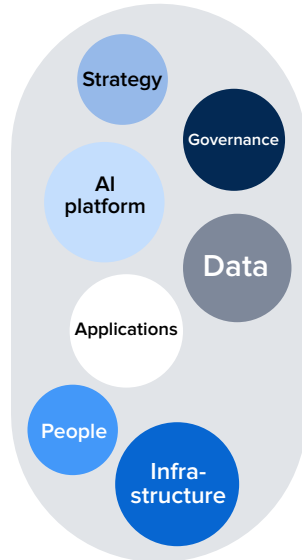 Strategy
Governance
AI
platform
Data
Applications
People
Infra-
structure